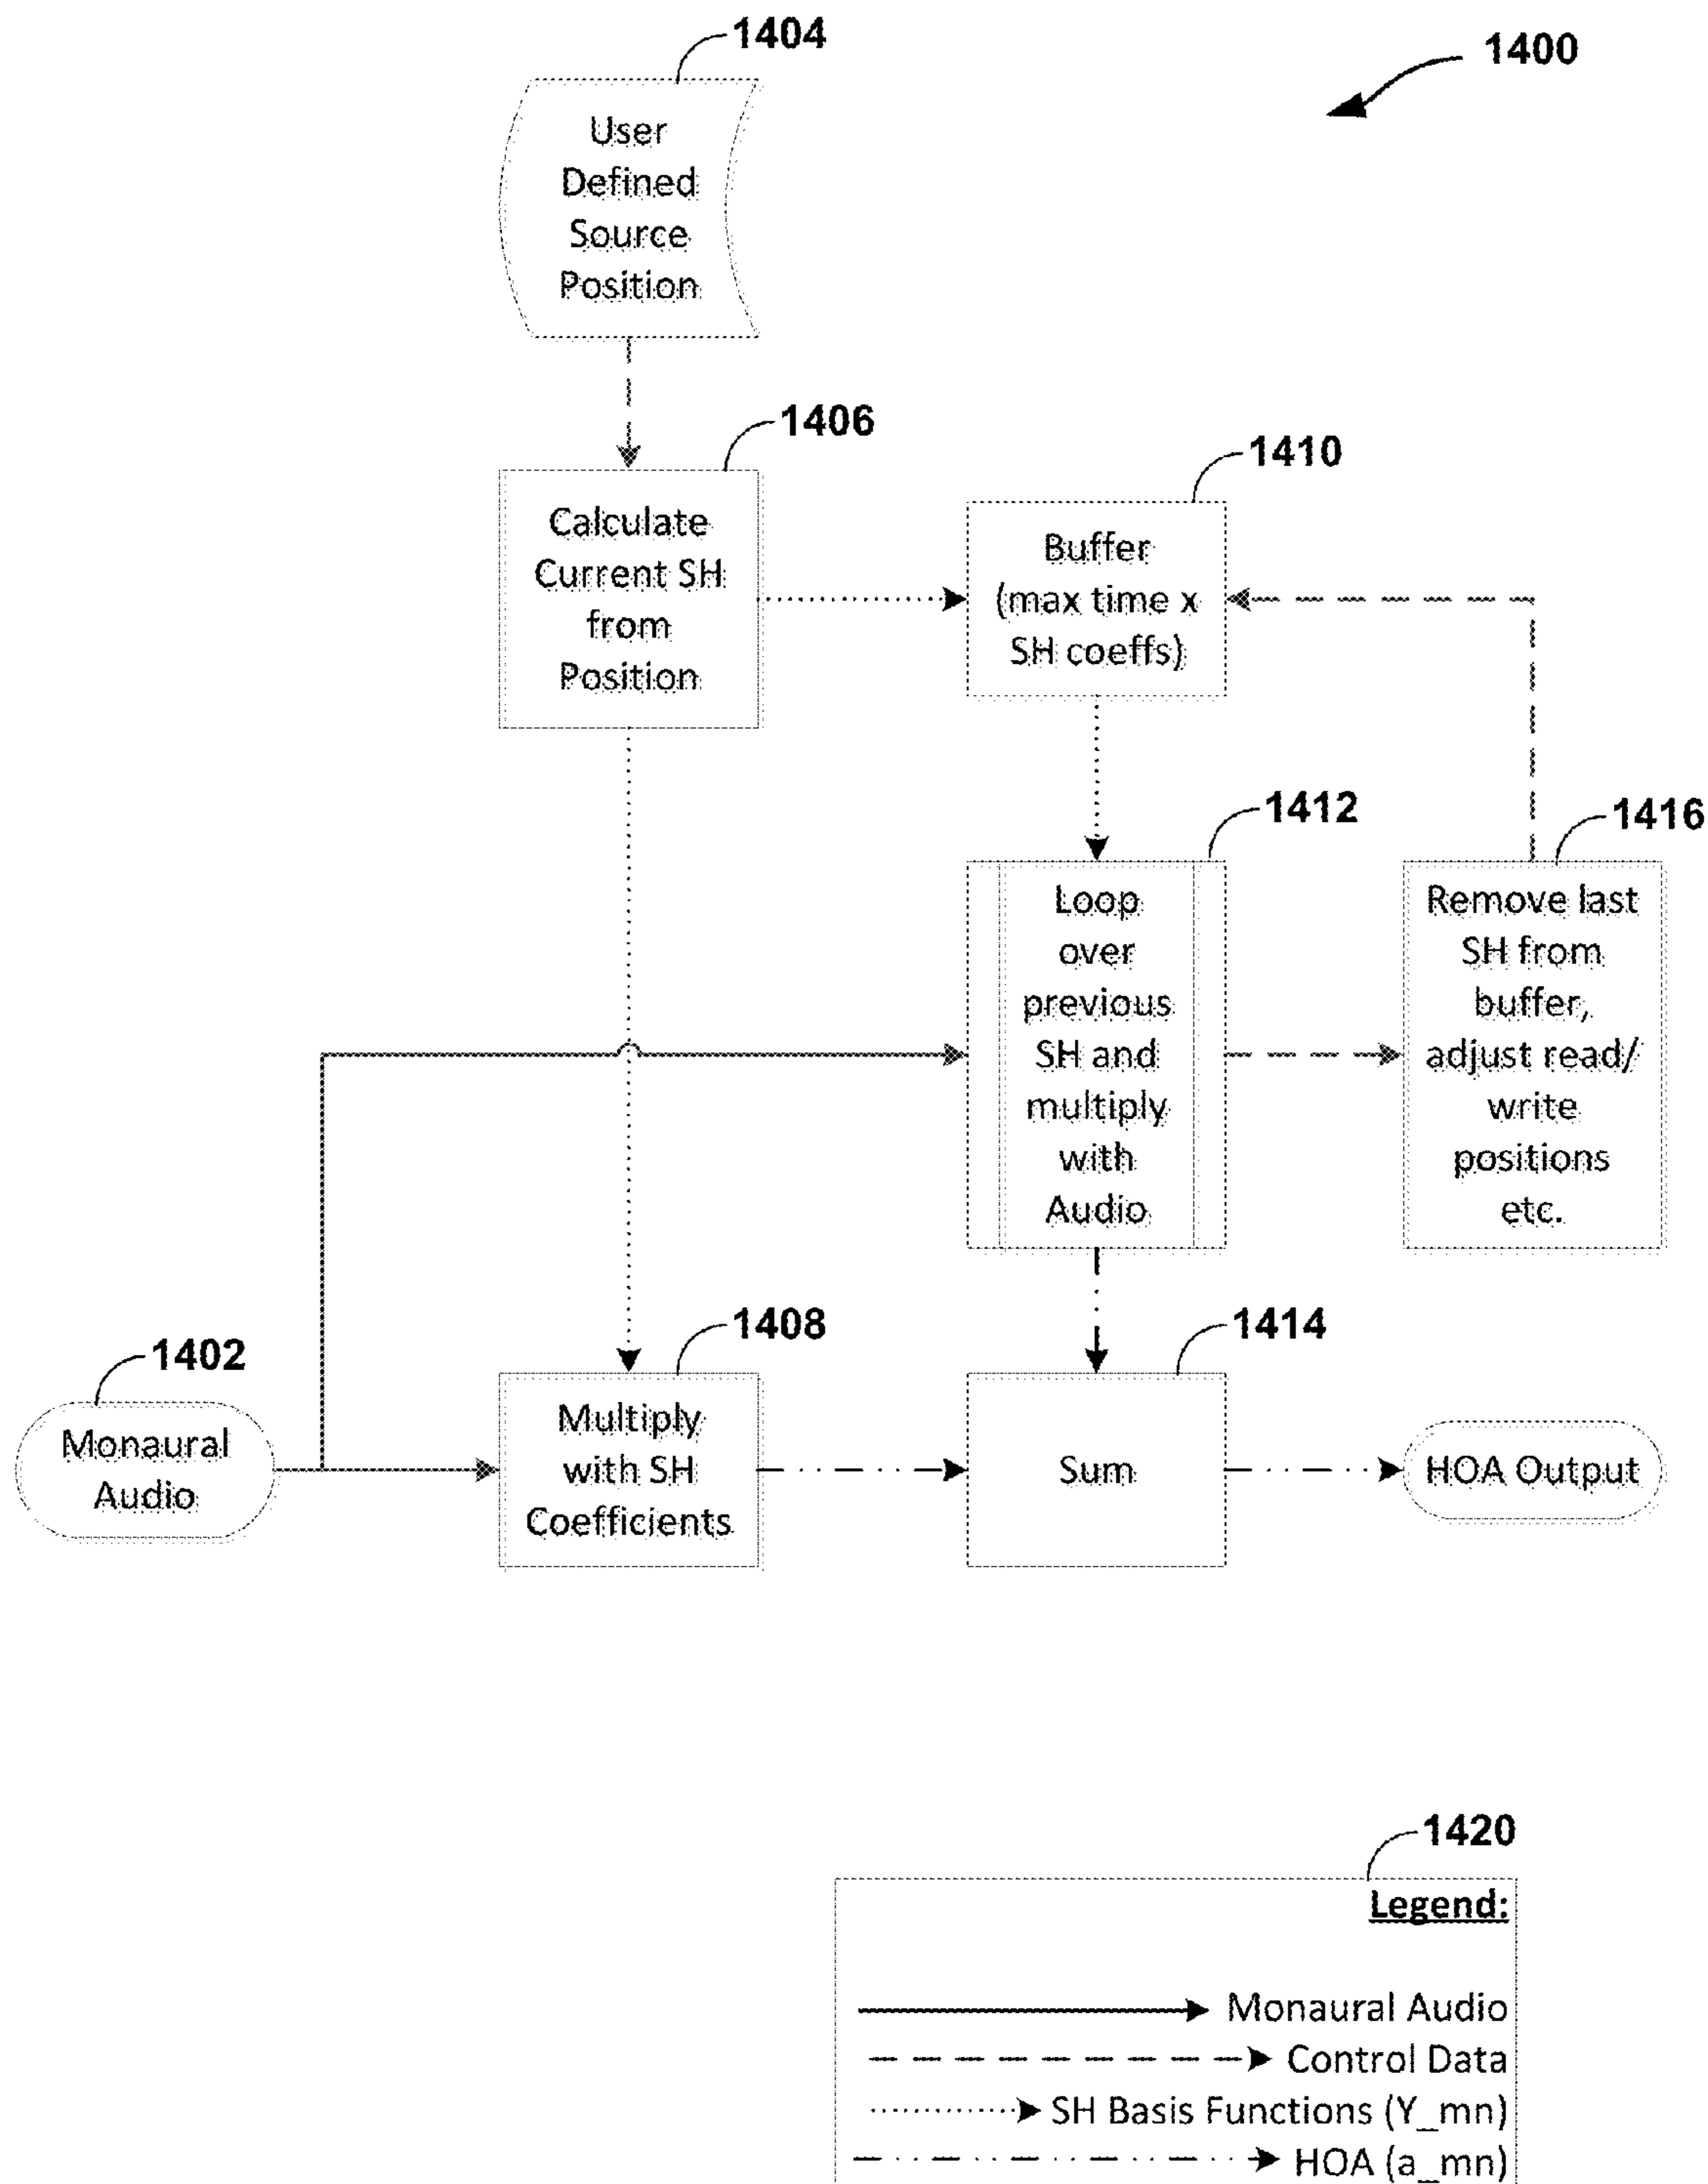 1404
1400
User
Defined
Source
Position
1406
Calculate
Current SH
from
Position
1410
Buffer
(max time x
SH coeffs)
1412
Loop
over
previous
SH and
multiply
with
Audio
1416
Remove last
SH from
buffer,
adjust read/
write
positions
etc.
1402
Monaural
Audio
1408
Multiply
with SH
Coefficients
1414
Sum
HOA Output
1420
Legend:
Monaural Audio
Control Data
SH Basis Functions (Y_mn)
HOA (a_mn)